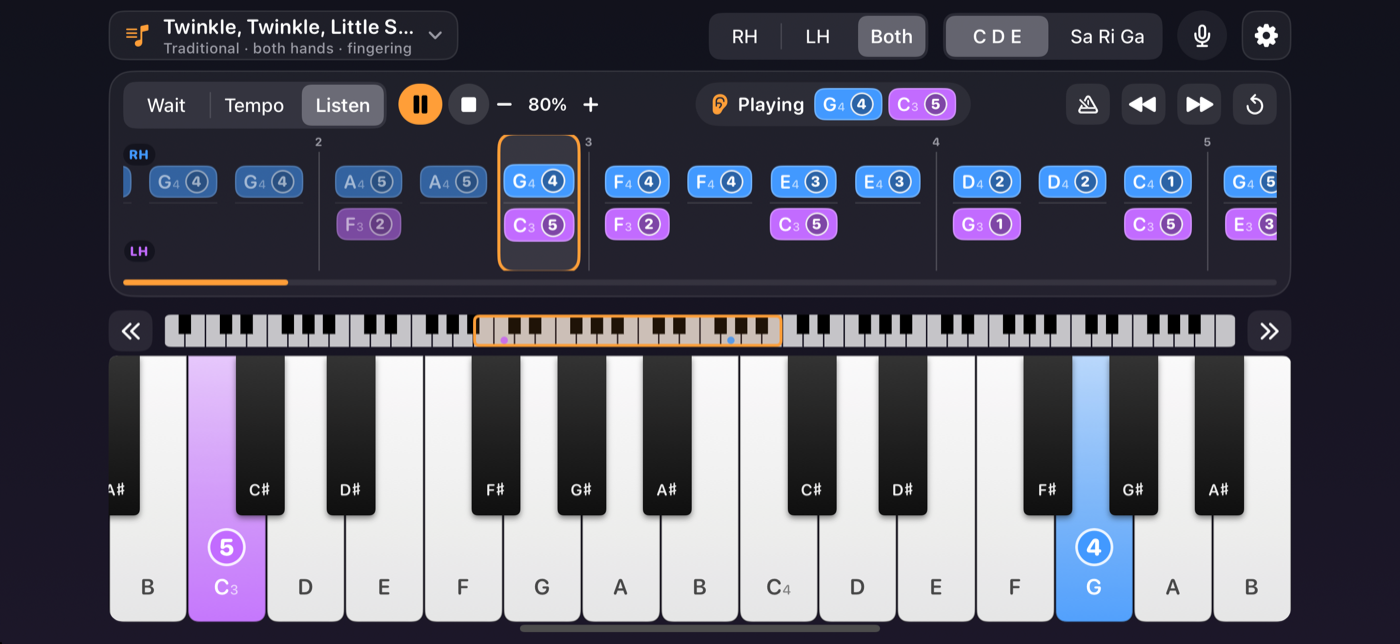 Twinkle, Twinkle, Little S...
Traditional · both hands · fingering
RH LH Both
C D E Sa Ri Ga
Wait Tempo Listen
− 80% +
Playing G4 4 C3 5
2 3 4 5
RH
G4 4 G4 4 A4 5 A4 5 G4 4 F4 4 F4 4 E4 3 E4 3 D4 2 D4 2 C4 1 G4 5
F3 2 C3 5 F3 2 C3 5 G3 1 C3 5 E3 3
LH
A# C# D# F# G# A# C# D# F# G# A#
5 4
B C3 D E F G A B C4 D E F G A B